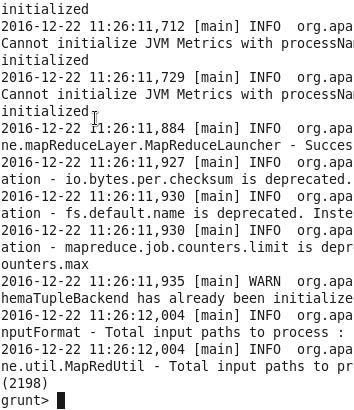 initialized
2016-12-22 11:26:11,712 [main] INFO  org.apa
Cannot initialize JVM Metrics with processNa
initialized
2016-12-22 11:26:11,729 [main] INFO  org.apa
Cannot initialize JVM Metrics with processNa
initialized
2016-12-22 11:26:11,884 [main] INFO  org.apa
ne.mapReduceLayer.MapReduceLauncher - Succes
2016-12-22 11:26:11,927 [main] INFO  org.apa
ation - io.bytes.per.checksum is deprecated.
2016-12-22 11:26:11,930 [main] INFO  org.apa
ation - fs.default.name is deprecated. Inste
2016-12-22 11:26:11,930 [main] INFO  org.apa
ation - mapreduce.job.counters.limit is depr
ounters.max
2016-12-22 11:26:11,935 [main] WARN  org.apa
hemaTupleBackend has already been initialize
2016-12-22 11:26:12,004 [main] INFO  org.apa
nputFormat - Total input paths to process :
2016-12-22 11:26:12,004 [main] INFO  org.apa
ne.util.MapRedUtil - Total input paths to pr
(2198)
grunt>